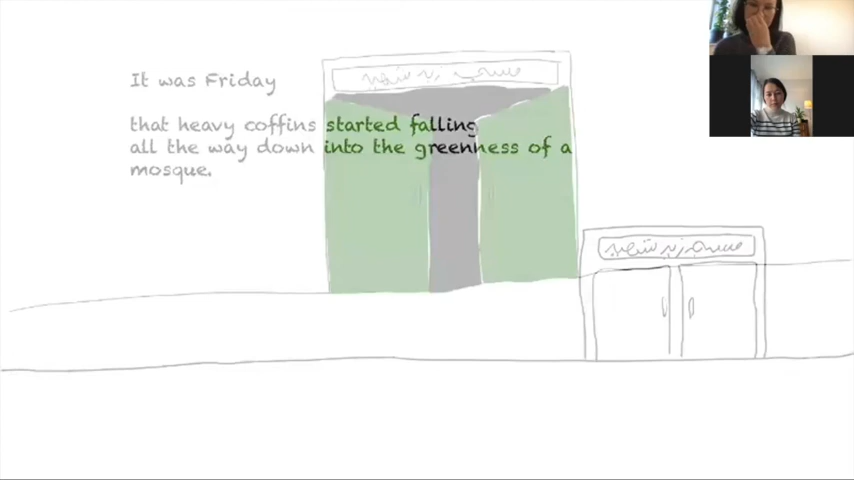 It was Friday
that heavy coffins started falling
all the way down into the greenness of a
mosque.